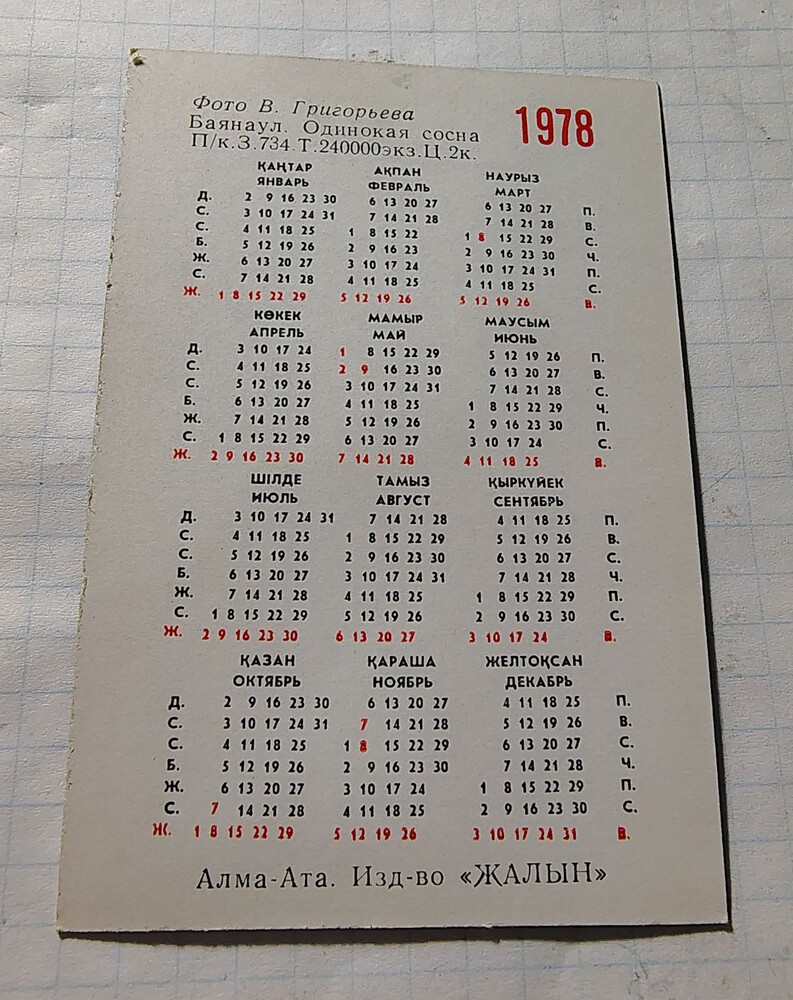 Фото В. Григорьева
Баянаул. Одинокая сосна
П/к.З.734.Т.240000экз.Ц.2к.
1978
ҚАҢТАР АҚПАН НАУРЫЗ
ЯНВАРЬ ФЕВРАЛЬ МАРТ
Д. 2 9 16 23 30 6 13 20 27 6 13 20 27 П.
С. 3 10 17 24 31 7 14 21 28 7 14 21 28 В.
С. 4 11 18 25 1 8 15 22 1 8 15 22 29 С.
Б. 5 12 19 26 2 9 16 23 2 9 16 23 30 Ч.
Ж. 6 13 20 27 3 10 17 24 3 10 17 24 31 П.
С. 7 14 21 28 4 11 18 25 4 11 18 25 С.
Ж. 1 8 15 22 29 5 12 19 26 5 12 19 26 В.
КӨКЕК МАМЫР МАУСЫМ
АПРЕЛЬ МАЙ ИЮНЬ
Д. 3 10 17 24 1 8 15 22 29 5 12 19 26 П.
С. 4 11 18 25 2 9 16 23 30 6 13 20 27 В.
С. 5 12 19 26 3 10 17 24 31 7 14 21 28 С.
Б. 6 13 20 27 4 11 18 25 1 8 15 22 29 Ч.
Ж. 7 14 21 28 5 12 19 26 2 9 16 23 30 П.
С. 1 8 15 22 29 6 13 20 27 3 10 17 24 С.
Ж. 2 9 16 23 30 7 14 21 28 4 11 18 25 В.
ШІЛДЕ ТАМЫЗ ҚЫРКҮЙЕК
ИЮЛЬ АВГУСТ СЕНТЯБРЬ
Д. 3 10 17 24 31 7 14 21 28 4 11 18 25 П.
С. 4 11 18 25 1 8 15 22 29 5 12 19 26 В.
С. 5 12 19 26 2 9 16 23 30 6 13 20 27 С.
Б. 6 13 20 27 3 10 17 24 31 7 14 21 28 Ч.
Ж. 7 14 21 28 4 11 18 25 1 8 15 22 29 П.
С. 1 8 15 22 29 5 12 19 26 2 9 16 23 30 С.
Ж. 2 9 16 23 30 6 13 20 27 3 10 17 24 В.
ҚАЗАН ҚАРАША ЖЕЛТОҚСАН
ОКТЯБРЬ НОЯБРЬ ДЕКАБРЬ
Д. 2 9 16 23 30 6 13 20 27 4 11 18 25 П.
С. 3 10 17 24 31 7 14 21 28 5 12 19 26 В.
С. 4 11 18 25 1 8 15 22 29 6 13 20 27 С.
Б. 5 12 19 26 2 9 16 23 30 7 14 21 28 Ч.
Ж. 6 13 20 27 3 10 17 24 1 8 15 22 29 П.
С. 7 14 21 28 4 11 18 25 2 9 16 23 30 С.
Ж. 1 8 15 22 29 5 12 19 26 3 10 17 24 31 В.
Алма-Ата. Изд-во «ЖАЛЫН»